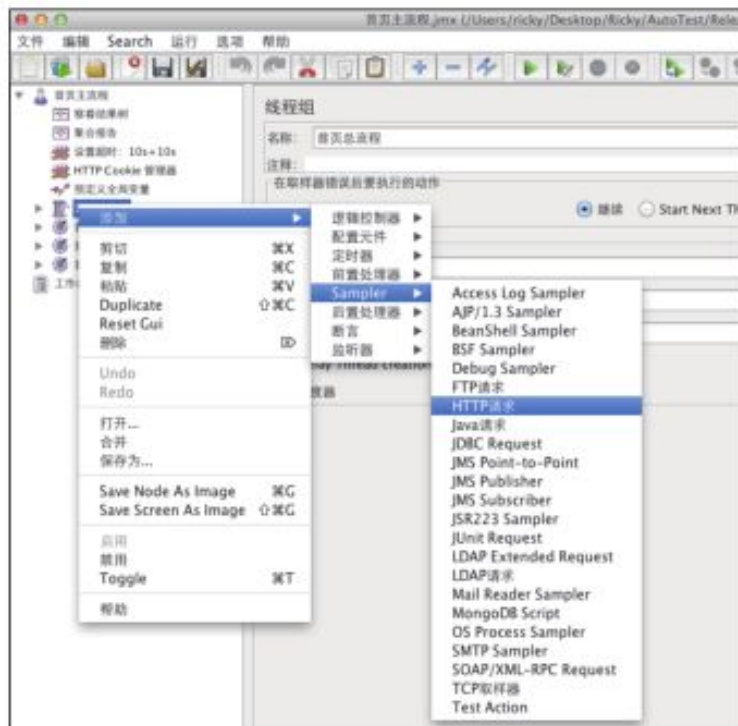 首页主流程.jmx (/Users/ricky/Desktop/Ricky/AutoTest/Relea
文件 编辑 Search 运行 选项 帮助
首页主流程
察看结果树
聚合报告
设置超时：10s+10s
HTTP Cookie 管理器
预定义全局变量
线程组
名称： 首页总流程
注释：
在取样器错误后要执行的动作
继续 Start Next Th
添加
剪切 ⌘X
复制 ⌘C
粘贴 ⌘V
Duplicate ⇧⌘C
Reset Gui
删除 ⌦
Undo
Redo
打开...
合并
保存为...
Save Node As Image ⌘G
Save Screen As Image ⇧⌘G
启用
禁用
Toggle ⌘T
帮助
逻辑控制器
配置元件
定时器
前置处理器
Sampler
后置处理器
断言
监听器
Thread Creation
度器
Access Log Sampler
AJP/1.3 Sampler
BeanShell Sampler
BSF Sampler
Debug Sampler
FTP请求
HTTP请求
Java请求
JDBC Request
JMS Point-to-Point
JMS Publisher
JMS Subscriber
JSR223 Sampler
JUnit Request
LDAP Extended Request
LDAP请求
Mail Reader Sampler
MongoDB Script
OS Process Sampler
SMTP Sampler
SOAP/XML-RPC Request
TCP取样器
Test Action